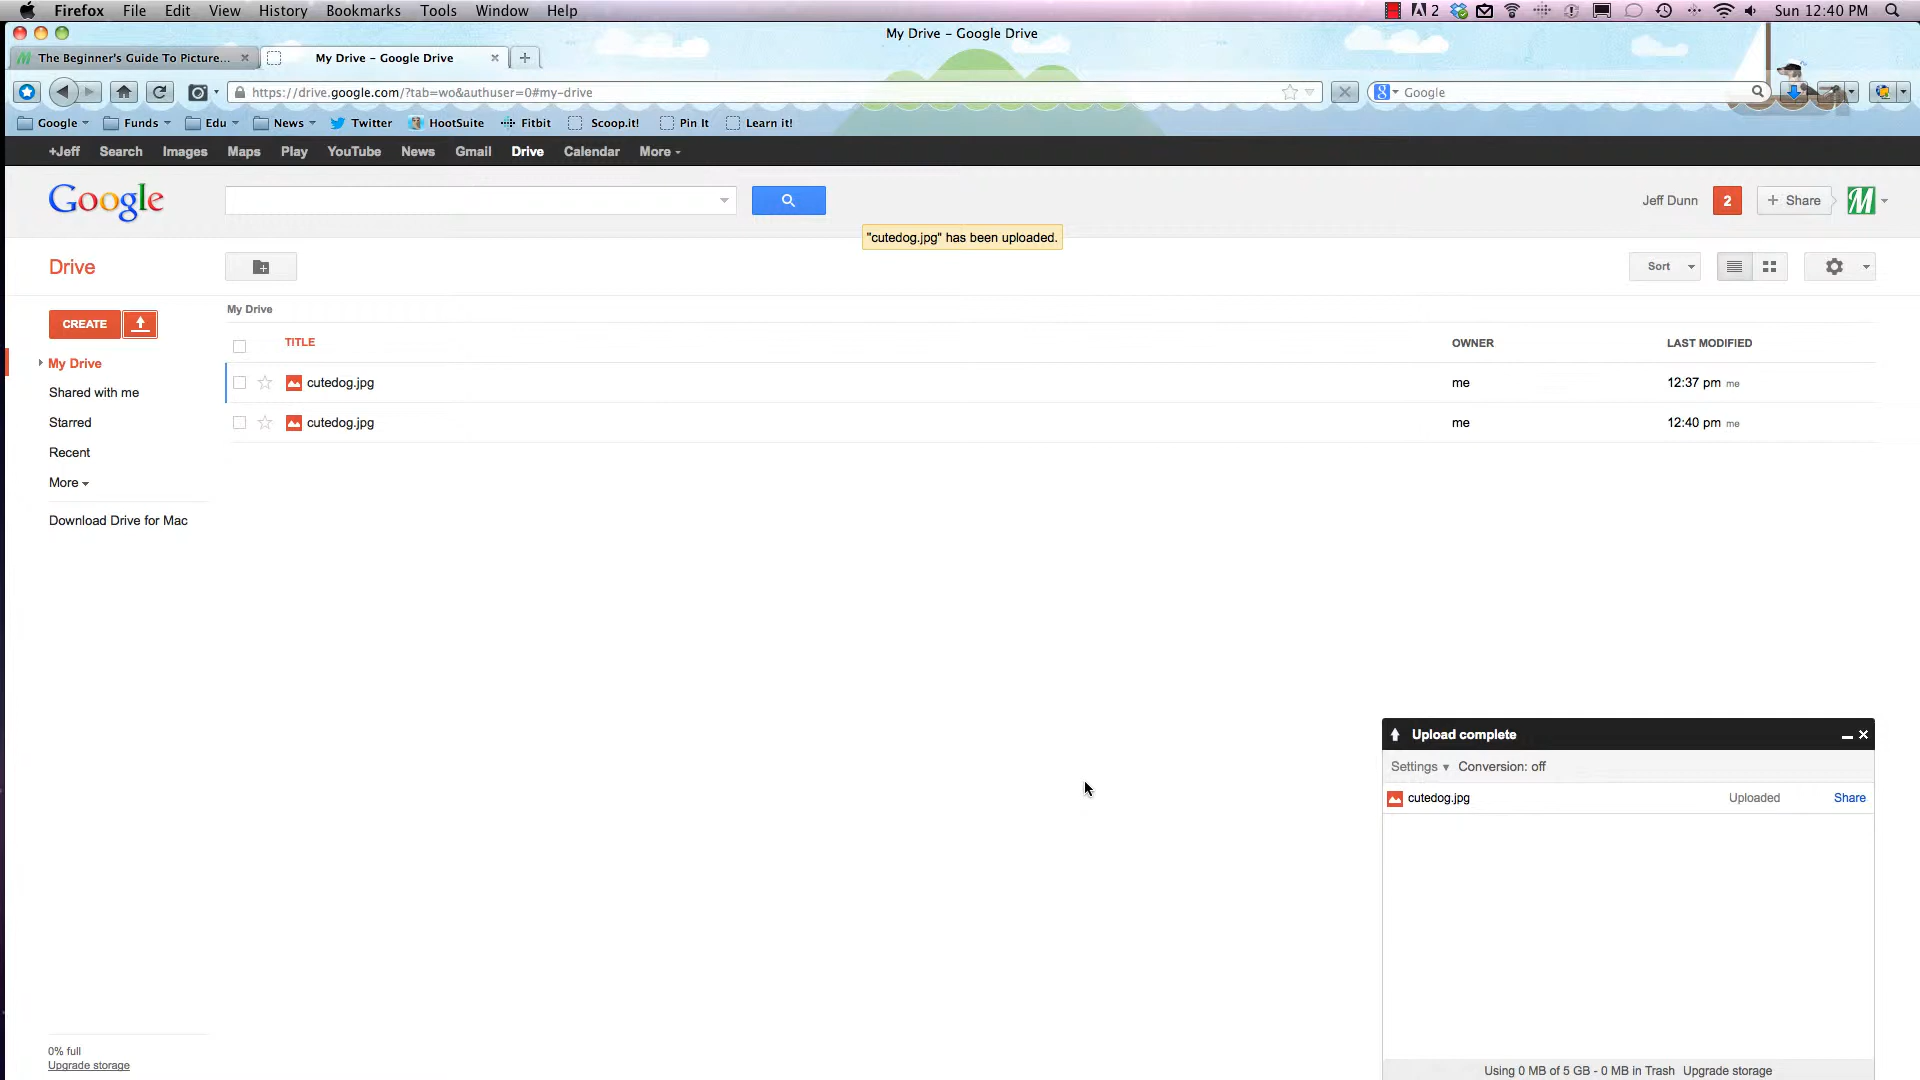 Firefox File Edit View History Bookmarks Tools Window Help 2 Sun 12:40 PM
My Drive – Google Drive
The Beginner's Guide To Picture... My Drive – Google Drive
https://drive.google.com/?tab=wo&authuser=0#my-drive Google
Google Funds Edu News Twitter HootSuite Fitbit Scoop.it! Pin It Learn it!
+Jeff Search Images Maps Play YouTube News Gmail Drive Calendar More
Google Jeff Dunn 2 + Share
"cutedog.jpg" has been uploaded.
Drive Sort
CREATE
My Drive
TITLE OWNER LAST MODIFIED
My Drive
cutedog.jpg me 12:37 pm me
Shared with me
Starred
cutedog.jpg me 12:40 pm me
Recent
More
Download Drive for Mac
Upload complete
Settings Conversion: off
cutedog.jpg Uploaded Share
0% full
Upgrade storage
Using 0 MB of 5 GB - 0 MB in Trash Upgrade storage